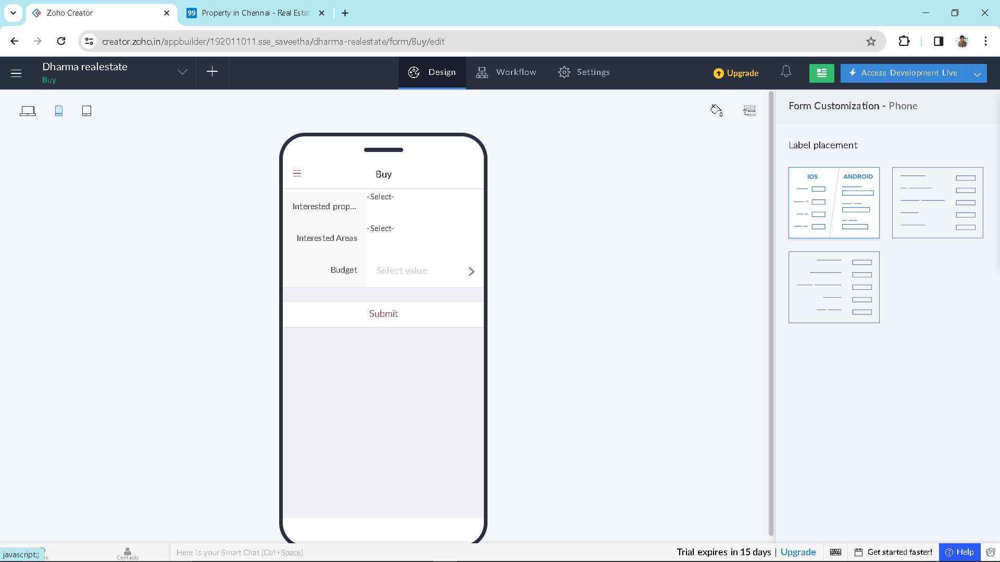 Zoho Creator
99 Property in Chennai - Real Estat
creator.zoho.in/appbuilder/192011011.sse_saveetha/dharma-realestate/form/Buy/edit
Dharma realestate
Buy
Design
Workflow
Settings
Upgrade
Access Development Live
Form Customization - Phone
Label placement
IOS ANDROID
Buy
-Select-
Interested prop...
-Select-
Interested Areas
Budget
Select value
Submit
javascript:;
Contacts
Here is your Smart Chat (Ctrl+Space)
Trial expires in 15 days | Upgrade
Get started faster!
Help